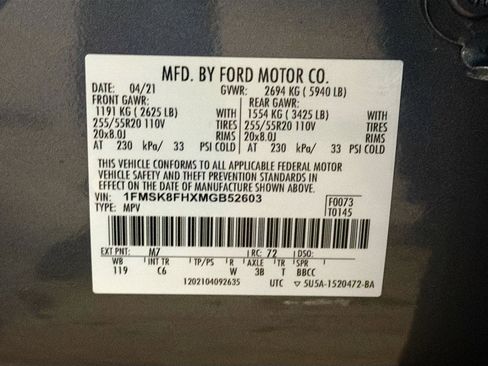 MFD. BY FORD MOTOR CO.
DATE: 04/21 GVWR: 2694 KG ( 5940 LB)
FRONT GAWR: REAR GAWR:
1191 KG ( 2625 LB) WITH 1554 KG ( 3425 LB) WITH
255/55R20 110V TIRES 255/55R20 110V TIRES
20x8.0J RIMS 20x8.0J RIMS
AT 230 kPa/ 33 PSI COLD AT 230 kPa/ 33 PSI COLD
THIS VEHICLE CONFORMS TO ALL APPLICABLE FEDERAL MOTOR
VEHICLE SAFETY AND THEFT PREVENTION STANDARDS IN
EFFECT ON THE DATE OF MANUFACTURE SHOWN ABOVE.
VIN: 1FMSK8FHXMGB52603 F0073
TYPE: MPV T0145
EXT PNT: M7 RC: 72 DSO:
WB INT TR TP/PS R AXLE TR SPR
119 C6 W 3B T BBCC
1202104092635 UTC ▽ 5U5A-1520472-BA